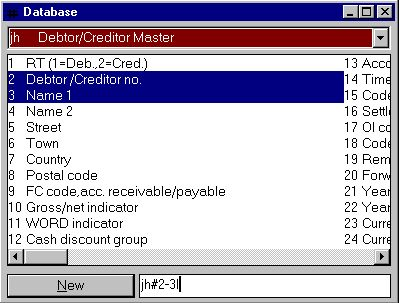 Database
jh Debtor/Creditor Master
1 RT (1=Deb.,2=Cred.)
2 Debtor /Creditor no.
3 Name 1
4 Name 2
5 Street
6 Town
7 Country
8 Postal code
9 FC code,acc. receivable/payable
10 Gross/net indicator
11 WORD indicator
12 Cash discount group
13 Acco
14 Time
15 Code
16 Settle
17 OI co
18 Code
19 Rem
20 Forw
21 Year
22 Year
23 Curre
24 Curre
New
jh#2-3l